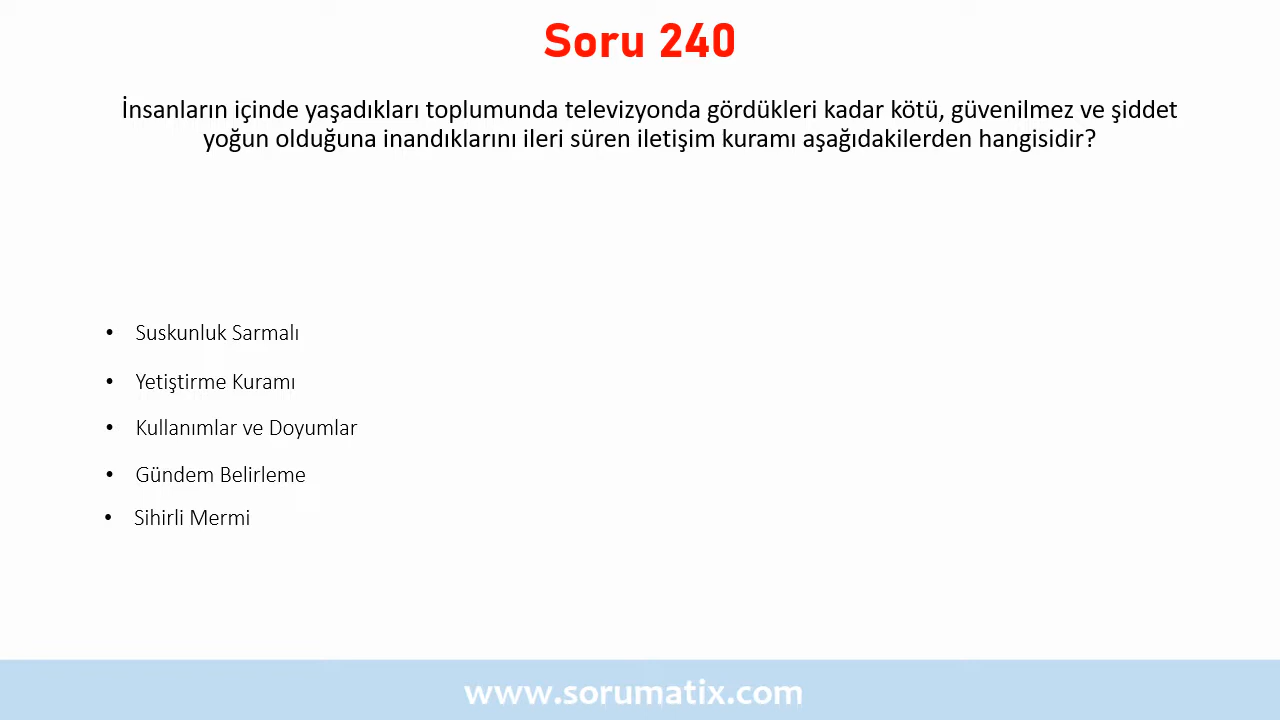 Soru 240
İnsanların içinde yaşadıkları toplumunda televizyonda gördükleri kadar kötü, güvenilmez ve şiddet
yoğun olduğuna inandıklarını ileri süren iletişim kuramı aşağıdakilerden hangisidir?
• Suskunluk Sarmalı
• Yetiştirme Kuramı
• Kullanımlar ve Doyumlar
• Gündem Belirleme
• Sihirli Mermi
www.sorumatix.com